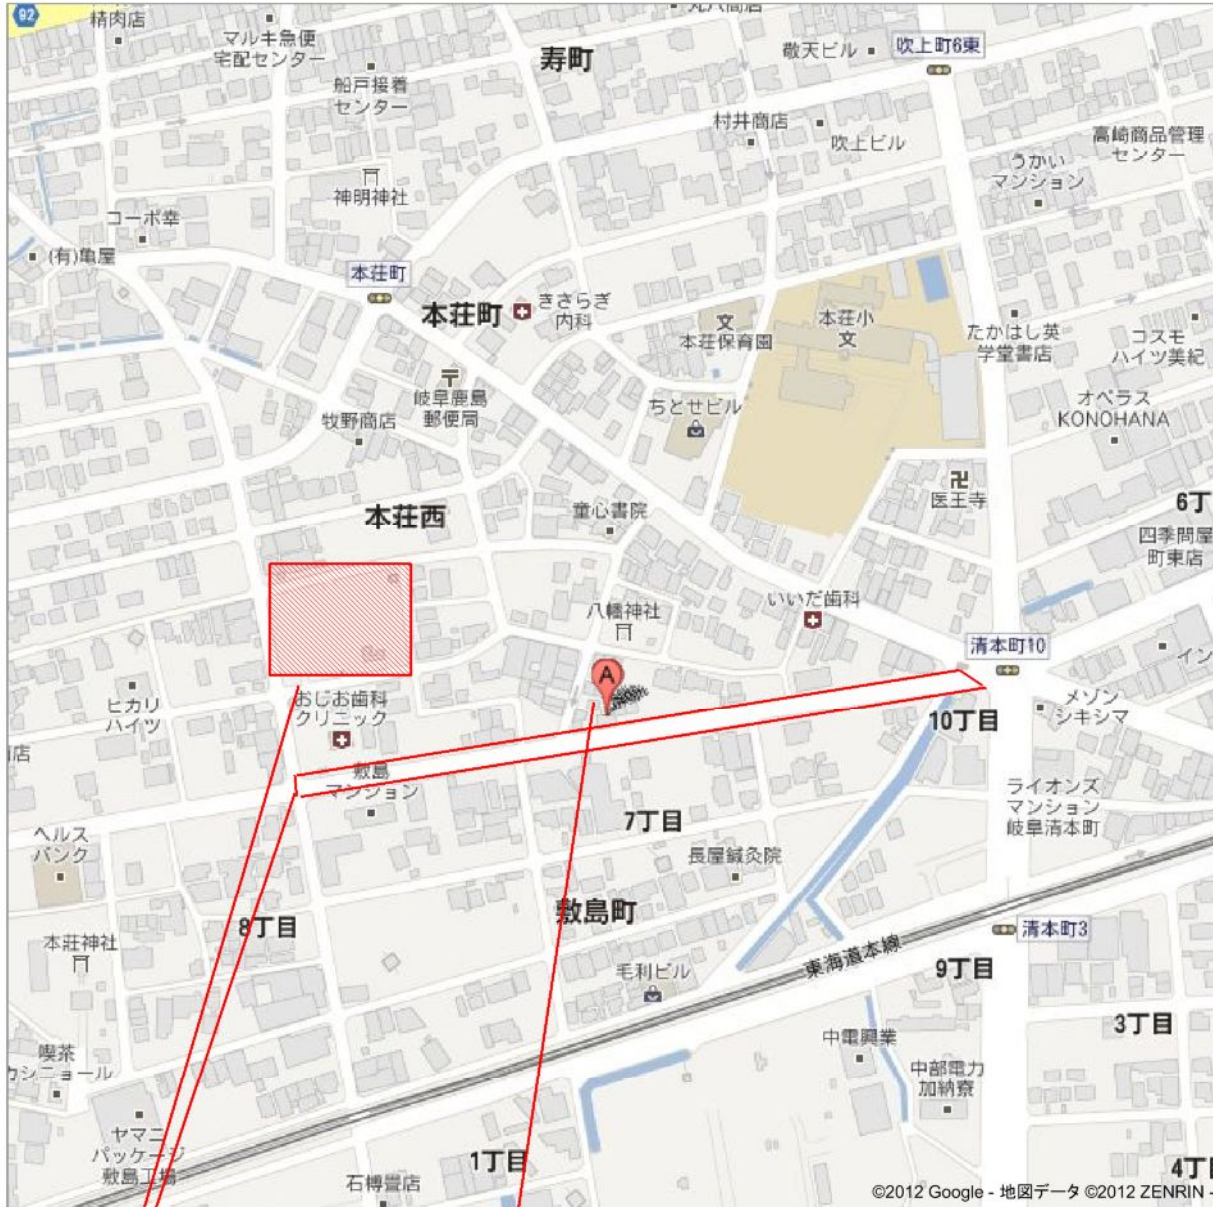 92
精肉店
マルキ急便
宅配センター
寿町
敬天ビル
吹上町6東
船戸接着
センター
村井商店
吹上ビル
高崎商品管理
センター
うかい
マンション
神明神社
コーポ幸
(有)亀屋
本荘町
本荘町
きさらぎ
内科
文
本荘保育園
本荘小
文
たかはし英
学堂書店
コスモ
ハイツ美紀
岐阜鹿島
郵便局
牧野商店
ちとせビル
オペラス
KONOHANA
医王寺
本荘西
童心書院
6丁
四季問屋
町東店
八幡神社
いいだ歯科
清本町10
イン
A
ヒカリ
ハイツ
おじお歯科
クリニック
メゾン
シキシマ
10丁目
店
敷島
マンション
7丁目
ライオンズ
マンション
岐阜清本町
ヘルス
バンク
長屋鍼灸院
敷島町
8丁目
清本町3
本荘神社
東海道本線
9丁目
毛利ビル
3丁目
中電興業
喫茶
カシニョール
中部電力
加納寮
ヤマニ
パッケージ
敷島工場
1丁目
石榑畳店
4丁目
©2012 Google - 地図データ ©2012 ZENRIN -